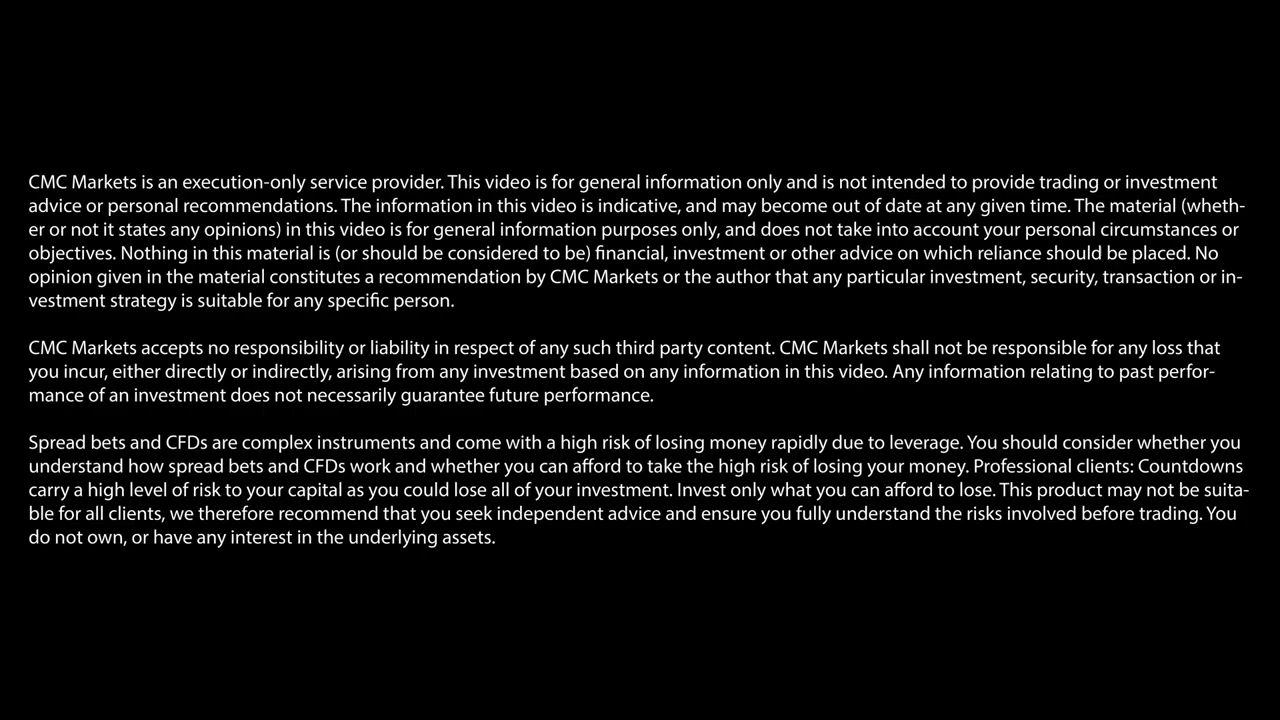 CMC Markets is an execution-only service provider. This video is for general information only and is not intended to provide trading or investment
advice or personal recommendations. The information in this video is indicative, and may become out of date at any given time. The material (wheth-
er or not it states any opinions) in this video is for general information purposes only, and does not take into account your personal circumstances or
objectives. Nothing in this material is (or should be considered to be) financial, investment or other advice on which reliance should be placed. No
opinion given in the material constitutes a recommendation by CMC Markets or the author that any particular investment, security, transaction or in-
vestment strategy is suitable for any specific person.
CMC Markets accepts no responsibility or liability in respect of any such third party content. CMC Markets shall not be responsible for any loss that
you incur, either directly or indirectly, arising from any investment based on any information in this video. Any information relating to past perfor-
mance of an investment does not necessarily guarantee future performance.
Spread bets and CFDs are complex instruments and come with a high risk of losing money rapidly due to leverage. You should consider whether you
understand how spread bets and CFDs work and whether you can afford to take the high risk of losing your money. Professional clients: Countdowns
carry a high level of risk to your capital as you could lose all of your investment. Invest only what you can afford to lose. This product may not be suita-
ble for all clients, we therefore recommend that you seek independent advice and ensure you fully understand the risks involved before trading. You
do not own, or have any interest in the underlying assets.